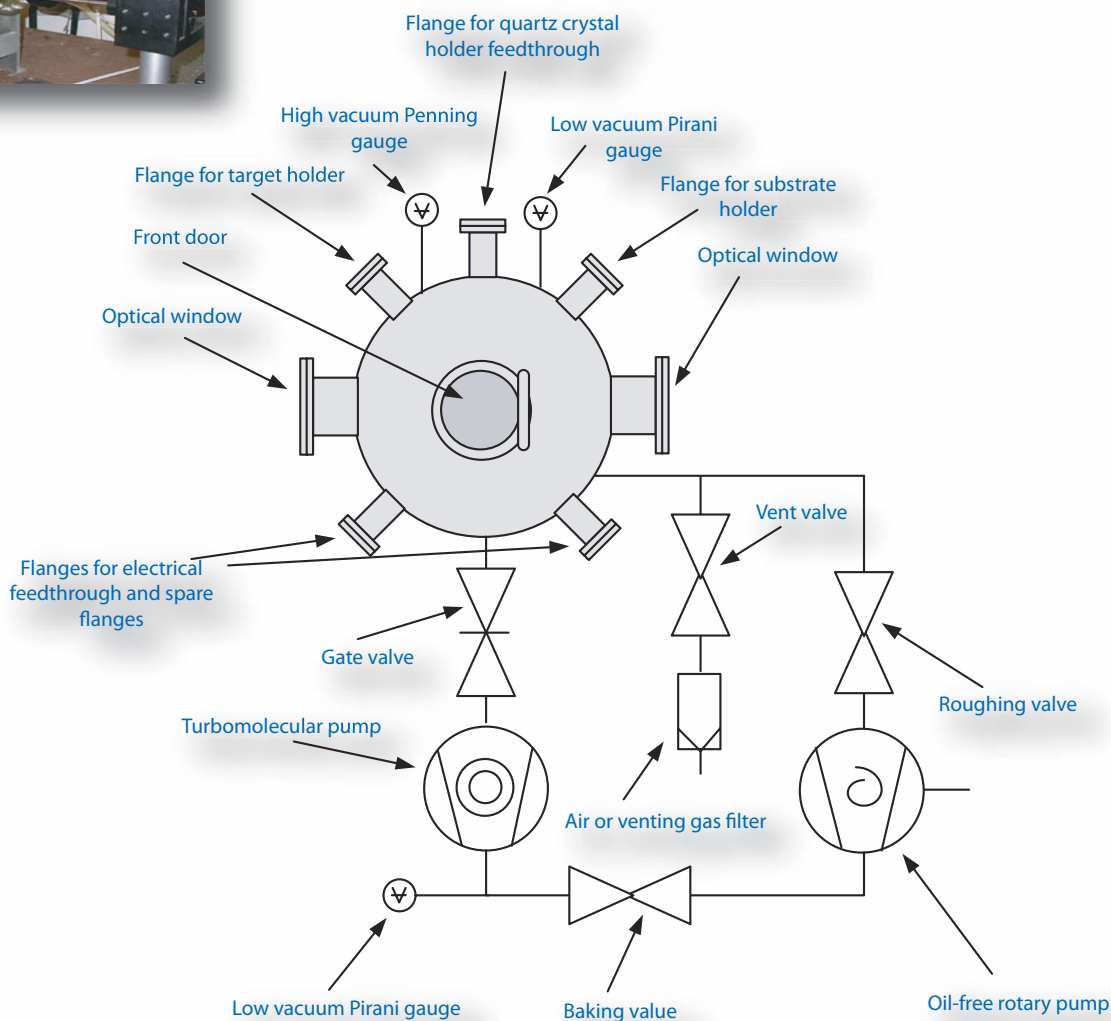 Flange for quartz crystal
holder feedthrough
High vacuum Penning
gauge
Low vacuum Pirani
gauge
Flange for target holder
Flange for substrate
holder
Front door
Optical window
Optical window
Vent valve
Flanges for electrical
feedthrough and spare
flanges
Gate valve
Roughing valve
Turbomolecular pump
Air or venting gas filter
Low vacuum Pirani gauge
Baking value
Oil-free rotary pump